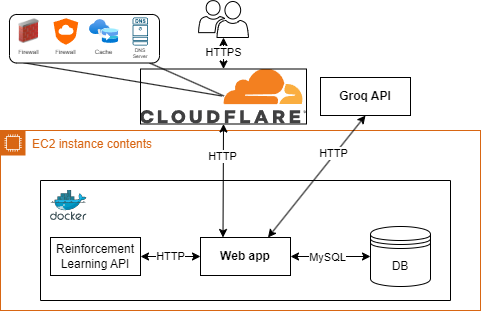 Firewall
Firewall
Cache
DNS
Server
HTTPS
CLOUDFLARE
Groq API
EC2 instance contents
HTTP
HTTP
docker
Reinforcement
Learning API
HTTP
Web app
MySQL
DB